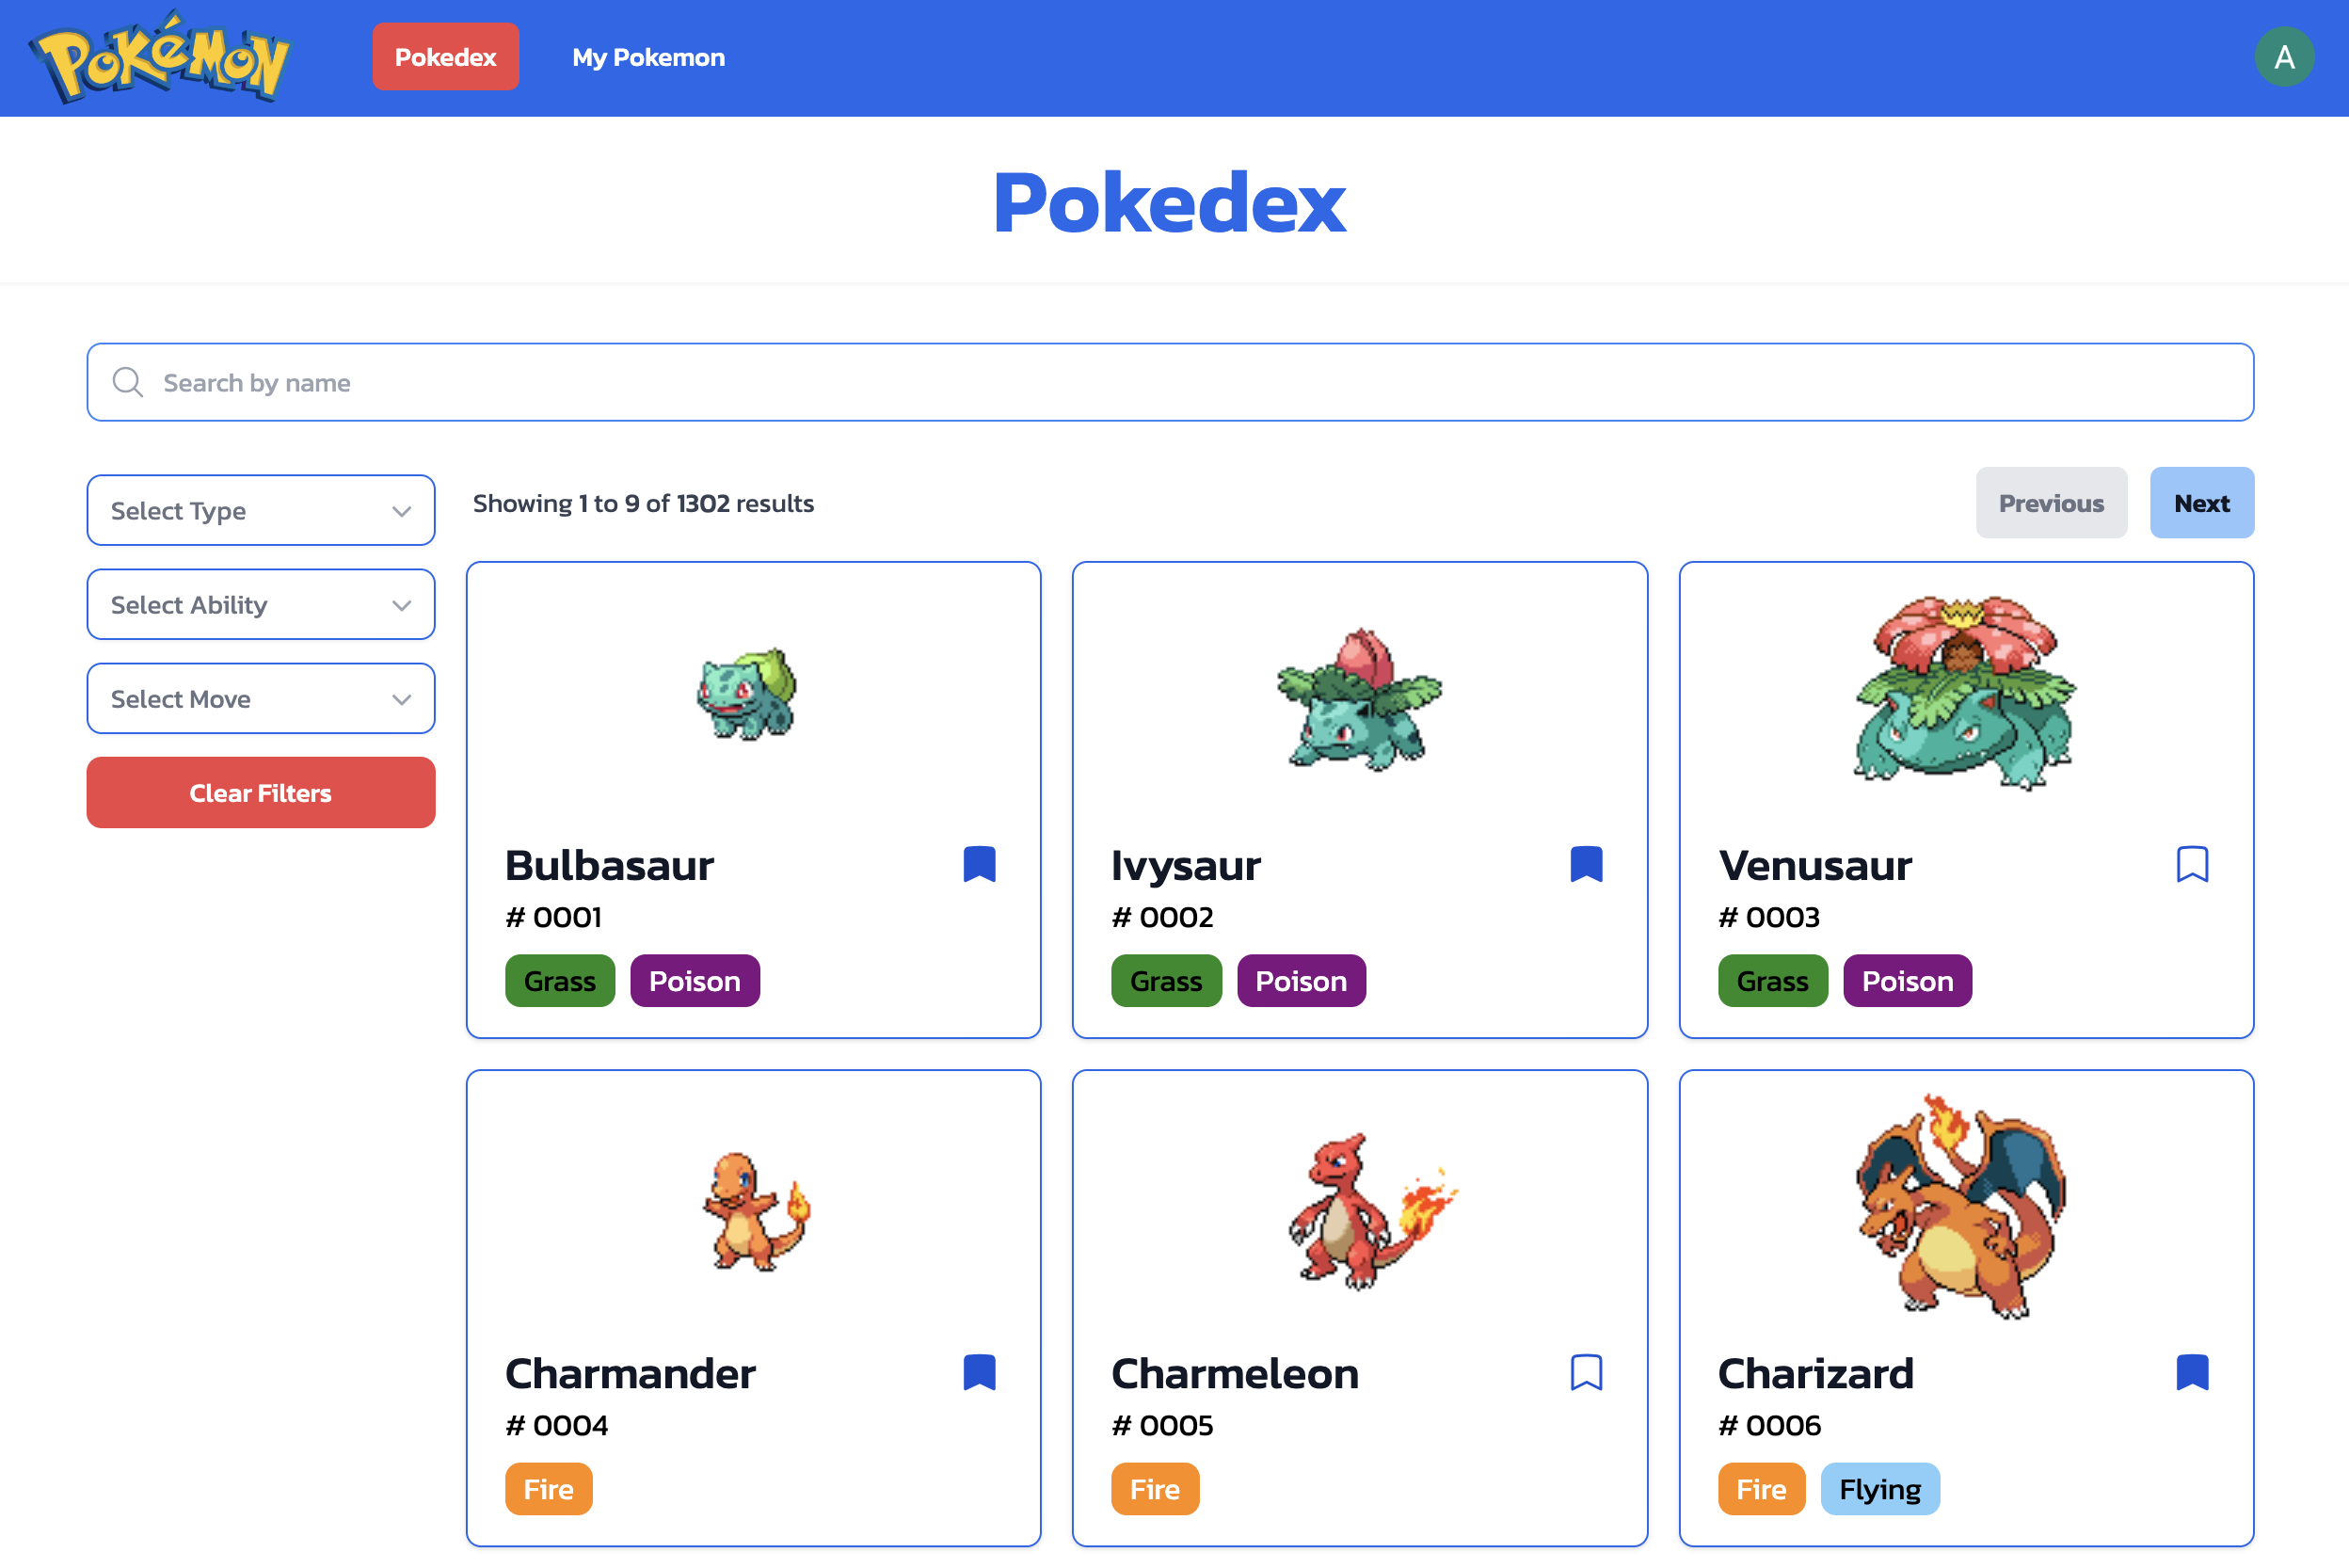 Pokémon
Pokedex
My Pokemon
A
Pokedex
Search by name
Select Type
Select Ability
Select Move
Clear Filters
Showing 1 to 9 of 1302 results
Previous
Next
Bulbasaur
# 0001
Grass Poison
Ivysaur
# 0002
Grass Poison
Venusaur
# 0003
Grass Poison
Charmander
# 0004
Fire
Charmeleon
# 0005
Fire
Charizard
# 0006
Fire Flying